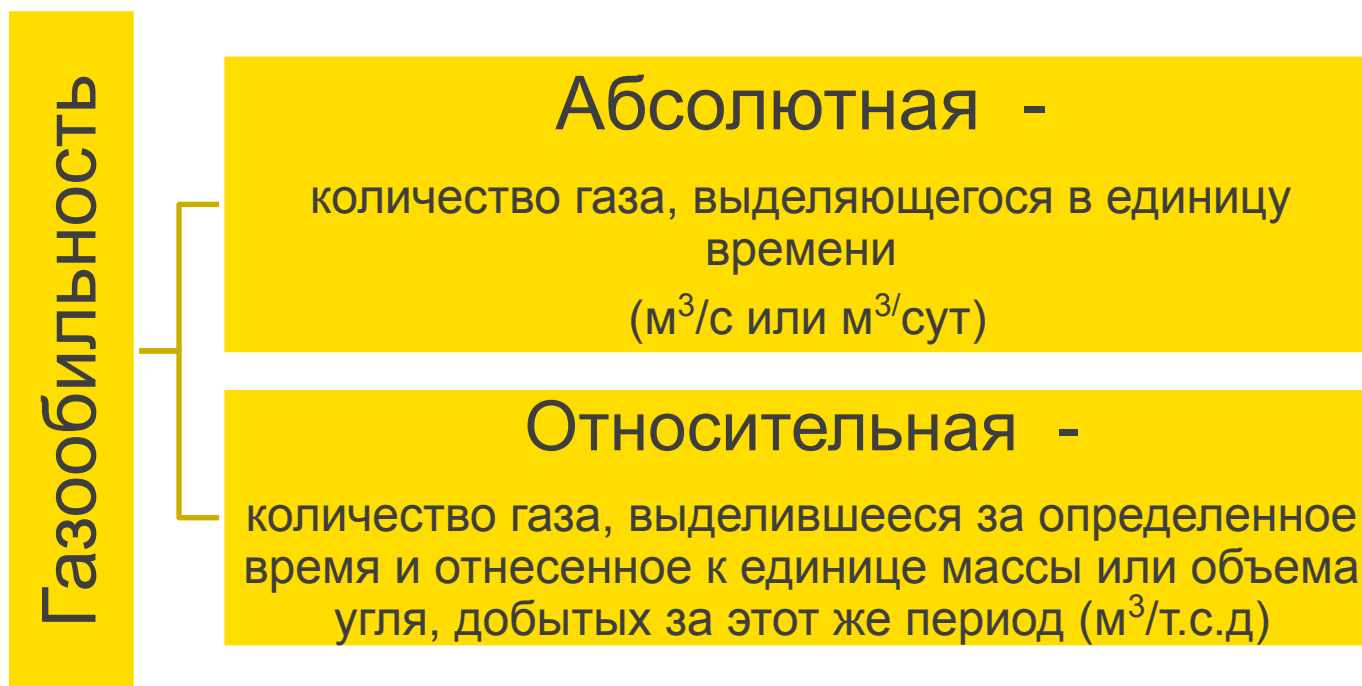 Газообильность
Абсолютная -
количество газа, выделяющегося в единицу
времени
(м³/с или м³/сут)
Относительная -
количество газа, выделившееся за определенное
время и отнесенное к единице массы или объема
угля, добытых за этот же период (м³/т.с.д)